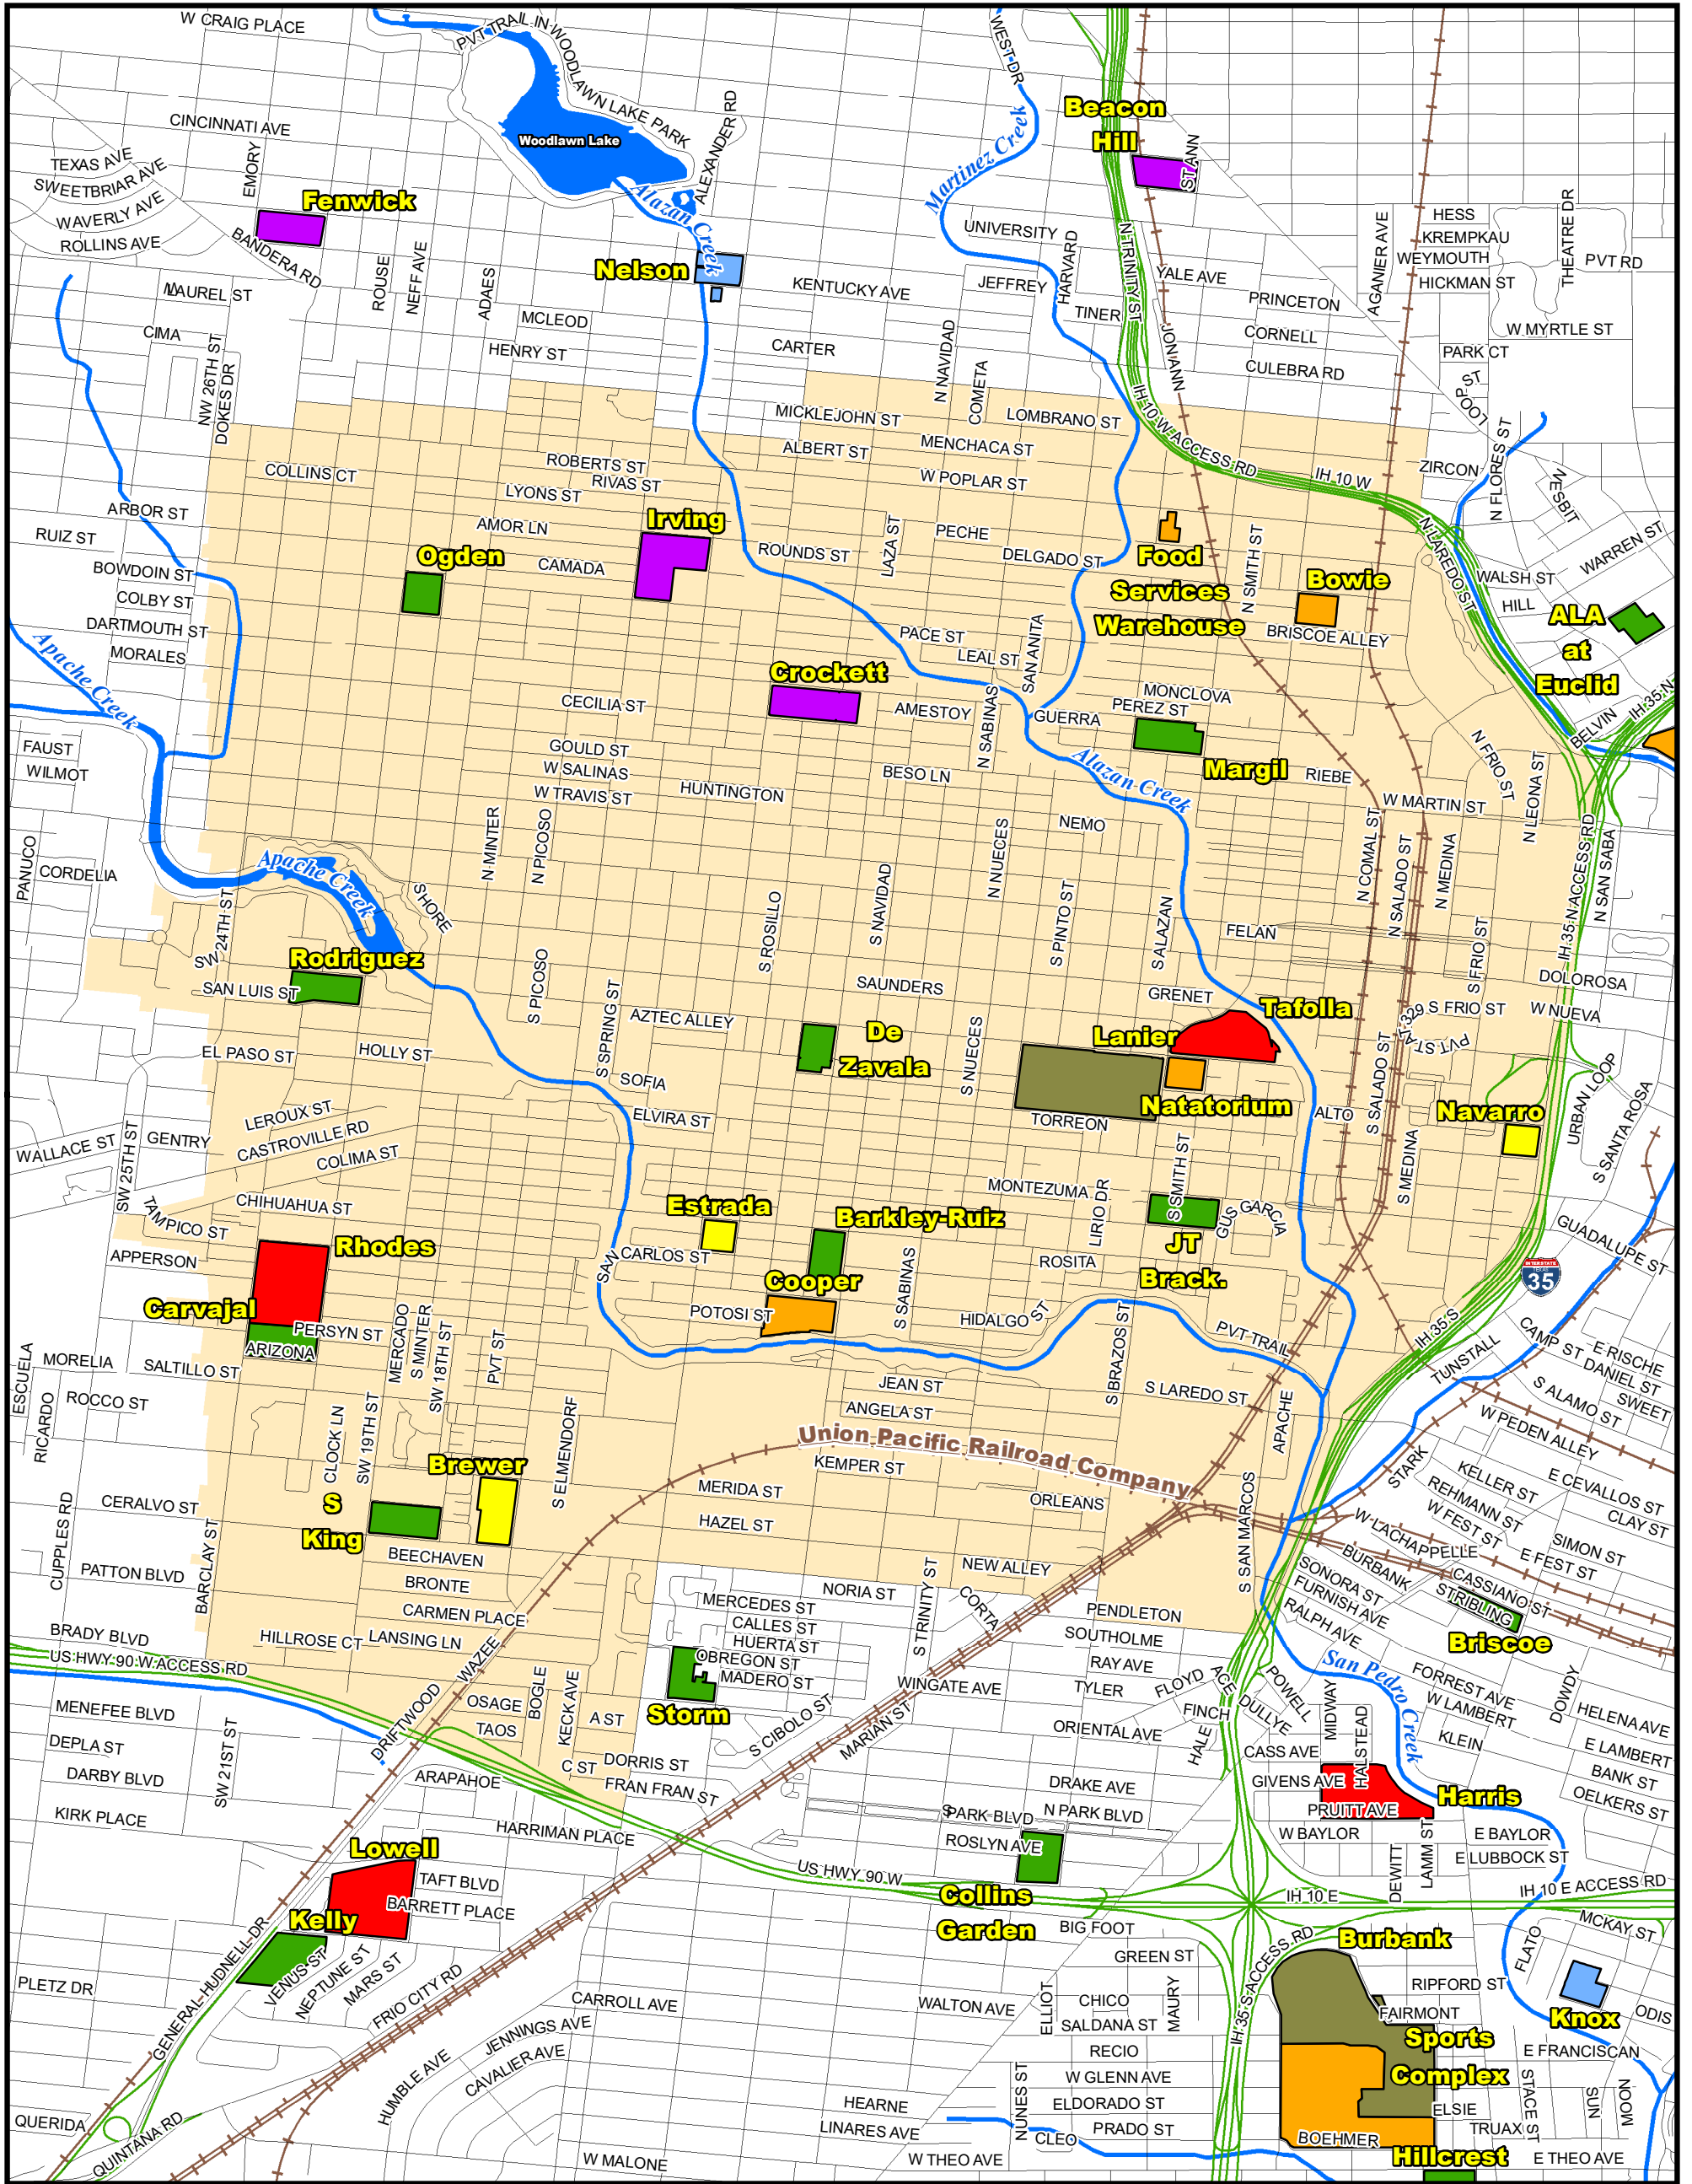 W CRAIG PLACE
PVT TRAIL IN WOODLAWN LAKE PARK
WEST DR
Beacon
Hill
CINCINNATI AVE
Woodlawn Lake
ALEXANDER RD
Martinez Creek
ST ANN
TEXAS AVE
SWEETBRIAR AVE
EMORY
WAVERLY AVE
ROLLINS AVE
Fenwick
BANDERA RD
Alazan Creek
UNIVERSITY
HESS
KREMPKAU
WEYMOUTH
HICKMAN ST
THEATRE DR
PVT RD
AGANIER AVE
ROUSE
NEFF AVE
ADAES
Nelson
KENTUCKY AVE
JEFFREY
HARVARD
N TRINITY ST
YALE AVE
PRINCETON
LAUREL ST
CIMA
MCLEOD
HENRY ST
CARTER
TINER
CORNELL
W MYRTLE ST
PARK CT
CULEBRA RD
LOOP
ST
NW 26TH ST
DOKES DR
N NAVIDAD
COMETA
JON ANN
MICKLEJOHN ST
LOMBRANO ST
IH 10 W ACCESS RD
ALBERT ST
MENCHACA ST
COLLINS CT
ROBERTS ST
RIVAS ST
W POPLAR ST
IH 10 W
ZIRCON
N FLORES ST
NESBIT
LYONS ST
ARBOR ST
AMOR LN
Irving
RUIZ ST
Ogden
CAMADA
ROUNDS ST
LAZA ST
PECHE
DELGADO ST
Food
Services
Warehouse
N SMITH ST
Bowie
BRISCOE ALLEY
N LAREDO ST
WARREN ST
WALSH ST
HILL
ALA
at
Euclid
BOWDOIN ST
COLBY ST
DARTMOUTH ST
MORALES
Apache Creek
PACE ST
LEAL ST
SAN ANITA
Crockett
CECILIA ST
AMESTOY
N SABINAS
GUERRA
MONCLOVA
PEREZ ST
Margil
BELVIN
IH 35 N
FAUST
WILMOT
GOULD ST
W SALINAS
W TRAVIS ST
HUNTINGTON
BESO LN
Alazan Creek
RIEBE
N FRIO ST
N LEONA ST
W MARTIN ST
NEMO
PANUCO
CORDELIA
Apache Creek
N MINTER
N PICOSO
N NUECES
N COMAL ST
N SALADO ST
N MEDINA
IH 35 N ACCESS RD
N SAN SABA
SHORE
SW 24TH ST
S ROSILLO
S NAVIDAD
S PINTO ST
SALAZAN
FELAN
S FRIO ST
Rodriguez
SAN LUIS ST
S PICOSO
S SPRING ST
SAUNDERS
GRENET
Tafolla
DOLOROSA
W NUEVA
329 S FRIO ST
PVT ST AT
AZTEC ALLEY
De
Zavala
Lanier
EL PASO ST
HOLLY ST
SOFIA
S NUECES
Natatorium
TORREON
ALTO
S SALADO ST
Navarro
URBAN LOOP
S SANTA ROSA
LEROUX ST
CASTROVILLE RD
COLIMA ST
ELVIRA ST
WALLACE ST
GENTRY
SW 25TH ST
S MEDINA
CHIHUAHUA ST
TAMPICO ST
APPERSON
Estrada
Barkley-Ruiz
MONTEZUMA
LIRIO DR
S SMITH ST
GUS GARCIA
JT
Brack.
GUADALUPE ST
Rhodes
CARLOS ST
SAVN
Cooper
POTOSI ST
S SABINAS
ROSITA
HIDALGO ST
INTERSTATE
TEXAS
35
Carvajal
PERSYN ST
ARIZONA
MERCADO
S MINTER
SW 18TH ST
PVT ST
PVT TRAIL
IH 35 S
TUNSTALL
CAMP ST
DANIEL ST
E RISCHE
SWEET
ESCUELA
MORELIA
SALTILLO ST
RICARDO
ROCCO ST
JEAN ST
ANGELA ST
S BRAZOS ST
S LAREDO ST
APACHE
S ALAMO ST
W PEDEN ALLEY
CLOCK LN
SW 19TH ST
Brewer
S ELMENDORF
Union Pacific Railroad Company
KEMPER ST
MERIDA ST
ORLEANS
STARK
KELLER ST
E CEVALLOS ST
REHMANN ST
CLAY ST
W FEST ST
CERALVO ST
S
King
HAZEL ST
BEECHAVEN
S SAN MARCOS
W LACHAPPELLE
SIMON ST
E FEST ST
BURBANK
CUPPLES RD
PATTON BLVD
BARCLAY ST
BRONTE
NEW ALLEY
NORIA ST
S TRINITY ST
CORTA
SONORA ST
FURNISH AVE
RALPH AVE
CASSIANO ST
STRIBLING
Briscoe
MERCEDES ST
CALLES ST
HUERTA ST
OBREGON ST
MADERO ST
CARMEN PLACE
PENDLETON
BRADY BLVD
US HWY 90 W ACCESS RD
HILLROSE CT
LANSING LN
SOUTHOLME
RAY AVE
San Pedro Creek
WAZEE
DRIFTWOOD
OSAGE
TAOS
BOGLE
KECK AVE
A ST
Storm
WINGATE AVE
TYLER
FLOYD
ACE
FINCH
DULLYE
POWELL
MIDWAY
HALSTEAD
FORREST AVE
W LAMBERT
DOWDY
HELENA AVE
MENEFEE BLVD
DEPLA ST
DARBY BLVD
SW 21ST ST
S CIBOLO ST
MARIAN ST
ORIENTAL AVE
HALE
CASS AVE
GIVENS AVE
KLEIN
E LAMBERT
BANK ST
OELKERS ST
C ST
DORRIS ST
FRAN FRAN ST
ARAPAHOE
DRAKE AVE
PRUITT AVE
Harris
KIRK PLACE
HARRIMAN PLACE
S PARK BLVD
N PARK BLVD
ROSLYN AVE
W BAYLOR
E BAYLOR
E LUBBOCK ST
Lowell
TAFT BLVD
BARRETT PLACE
US HWY 90 W
Collins
Garden
DEWITT
LAMM ST
IH 10 E
IH 10 E ACCESS RD
Kelly
BIG FOOT
GREEN ST
Burbank
MCKAY ST
FLATO
GENERAL HUDNELL DR
VENUS ST
NEPTUNE ST
MARS ST
PLETZ DR
FRIO CITY RD
CARROLL AVE
WALTON AVE
ELLIOT
CHICO
SALDANA ST
MAURY
IH 35 S ACCESS RD
RIPFORD ST
FAIRMONT
Knox
ODIS
Sports
Complex
JENNINGS AVE
CAVALIER AVE
HUMBLE AVE
RECIO
W GLENN AVE
ELDORADO ST
PRADO ST
E FRANCISCAN
STACE ST
SUN
MOON
QUERIDA
QUINTANA RD
HEARNE
LINARES AVE
NUNES ST
CLEO
ELSIE
TRUAX
BOEHMER
Hillcrest
W MALONE
W THEO AVE
E THEO AVE